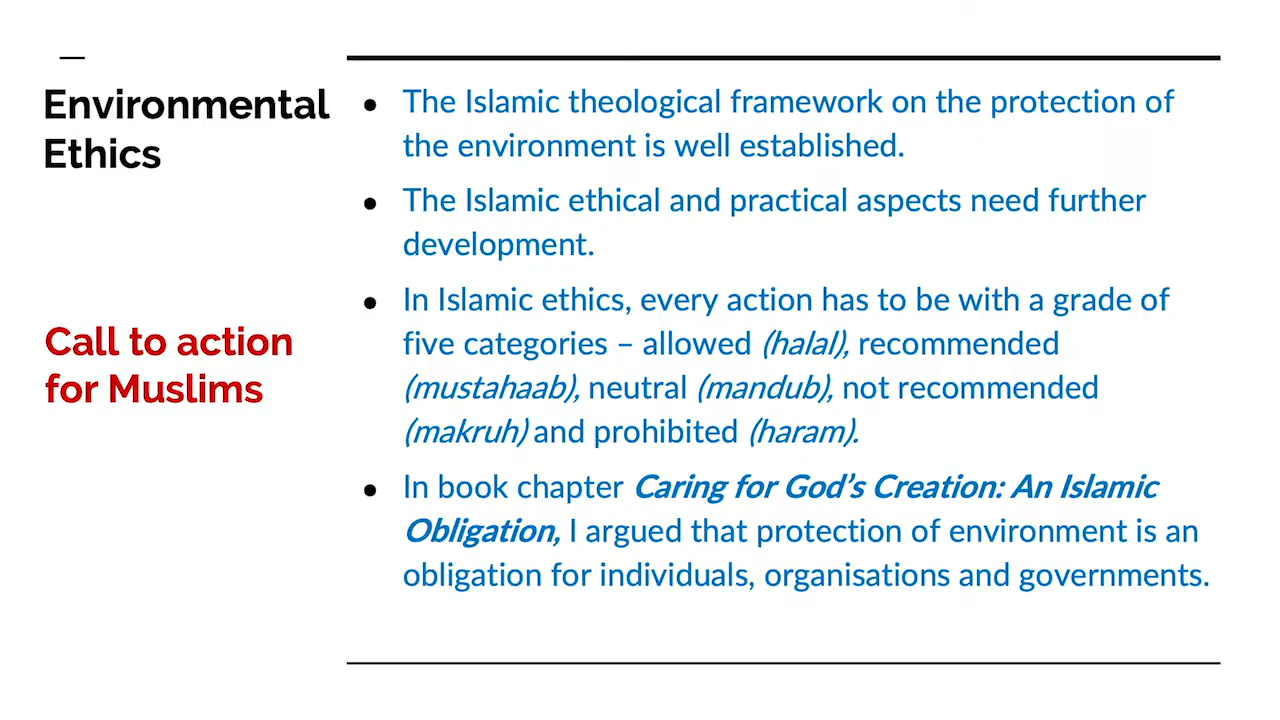 Environmental
Ethics
Call to action
for Muslims
● The Islamic theological framework on the protection of
the environment is well established.
● The Islamic ethical and practical aspects need further
development.
● In Islamic ethics, every action has to be with a grade of
five categories – allowed (halal), recommended
(mustahaab), neutral (mandub), not recommended
(makruh) and prohibited (haram).
● In book chapter Caring for God’s Creation: An Islamic
Obligation, I argued that protection of environment is an
obligation for individuals, organisations and governments.